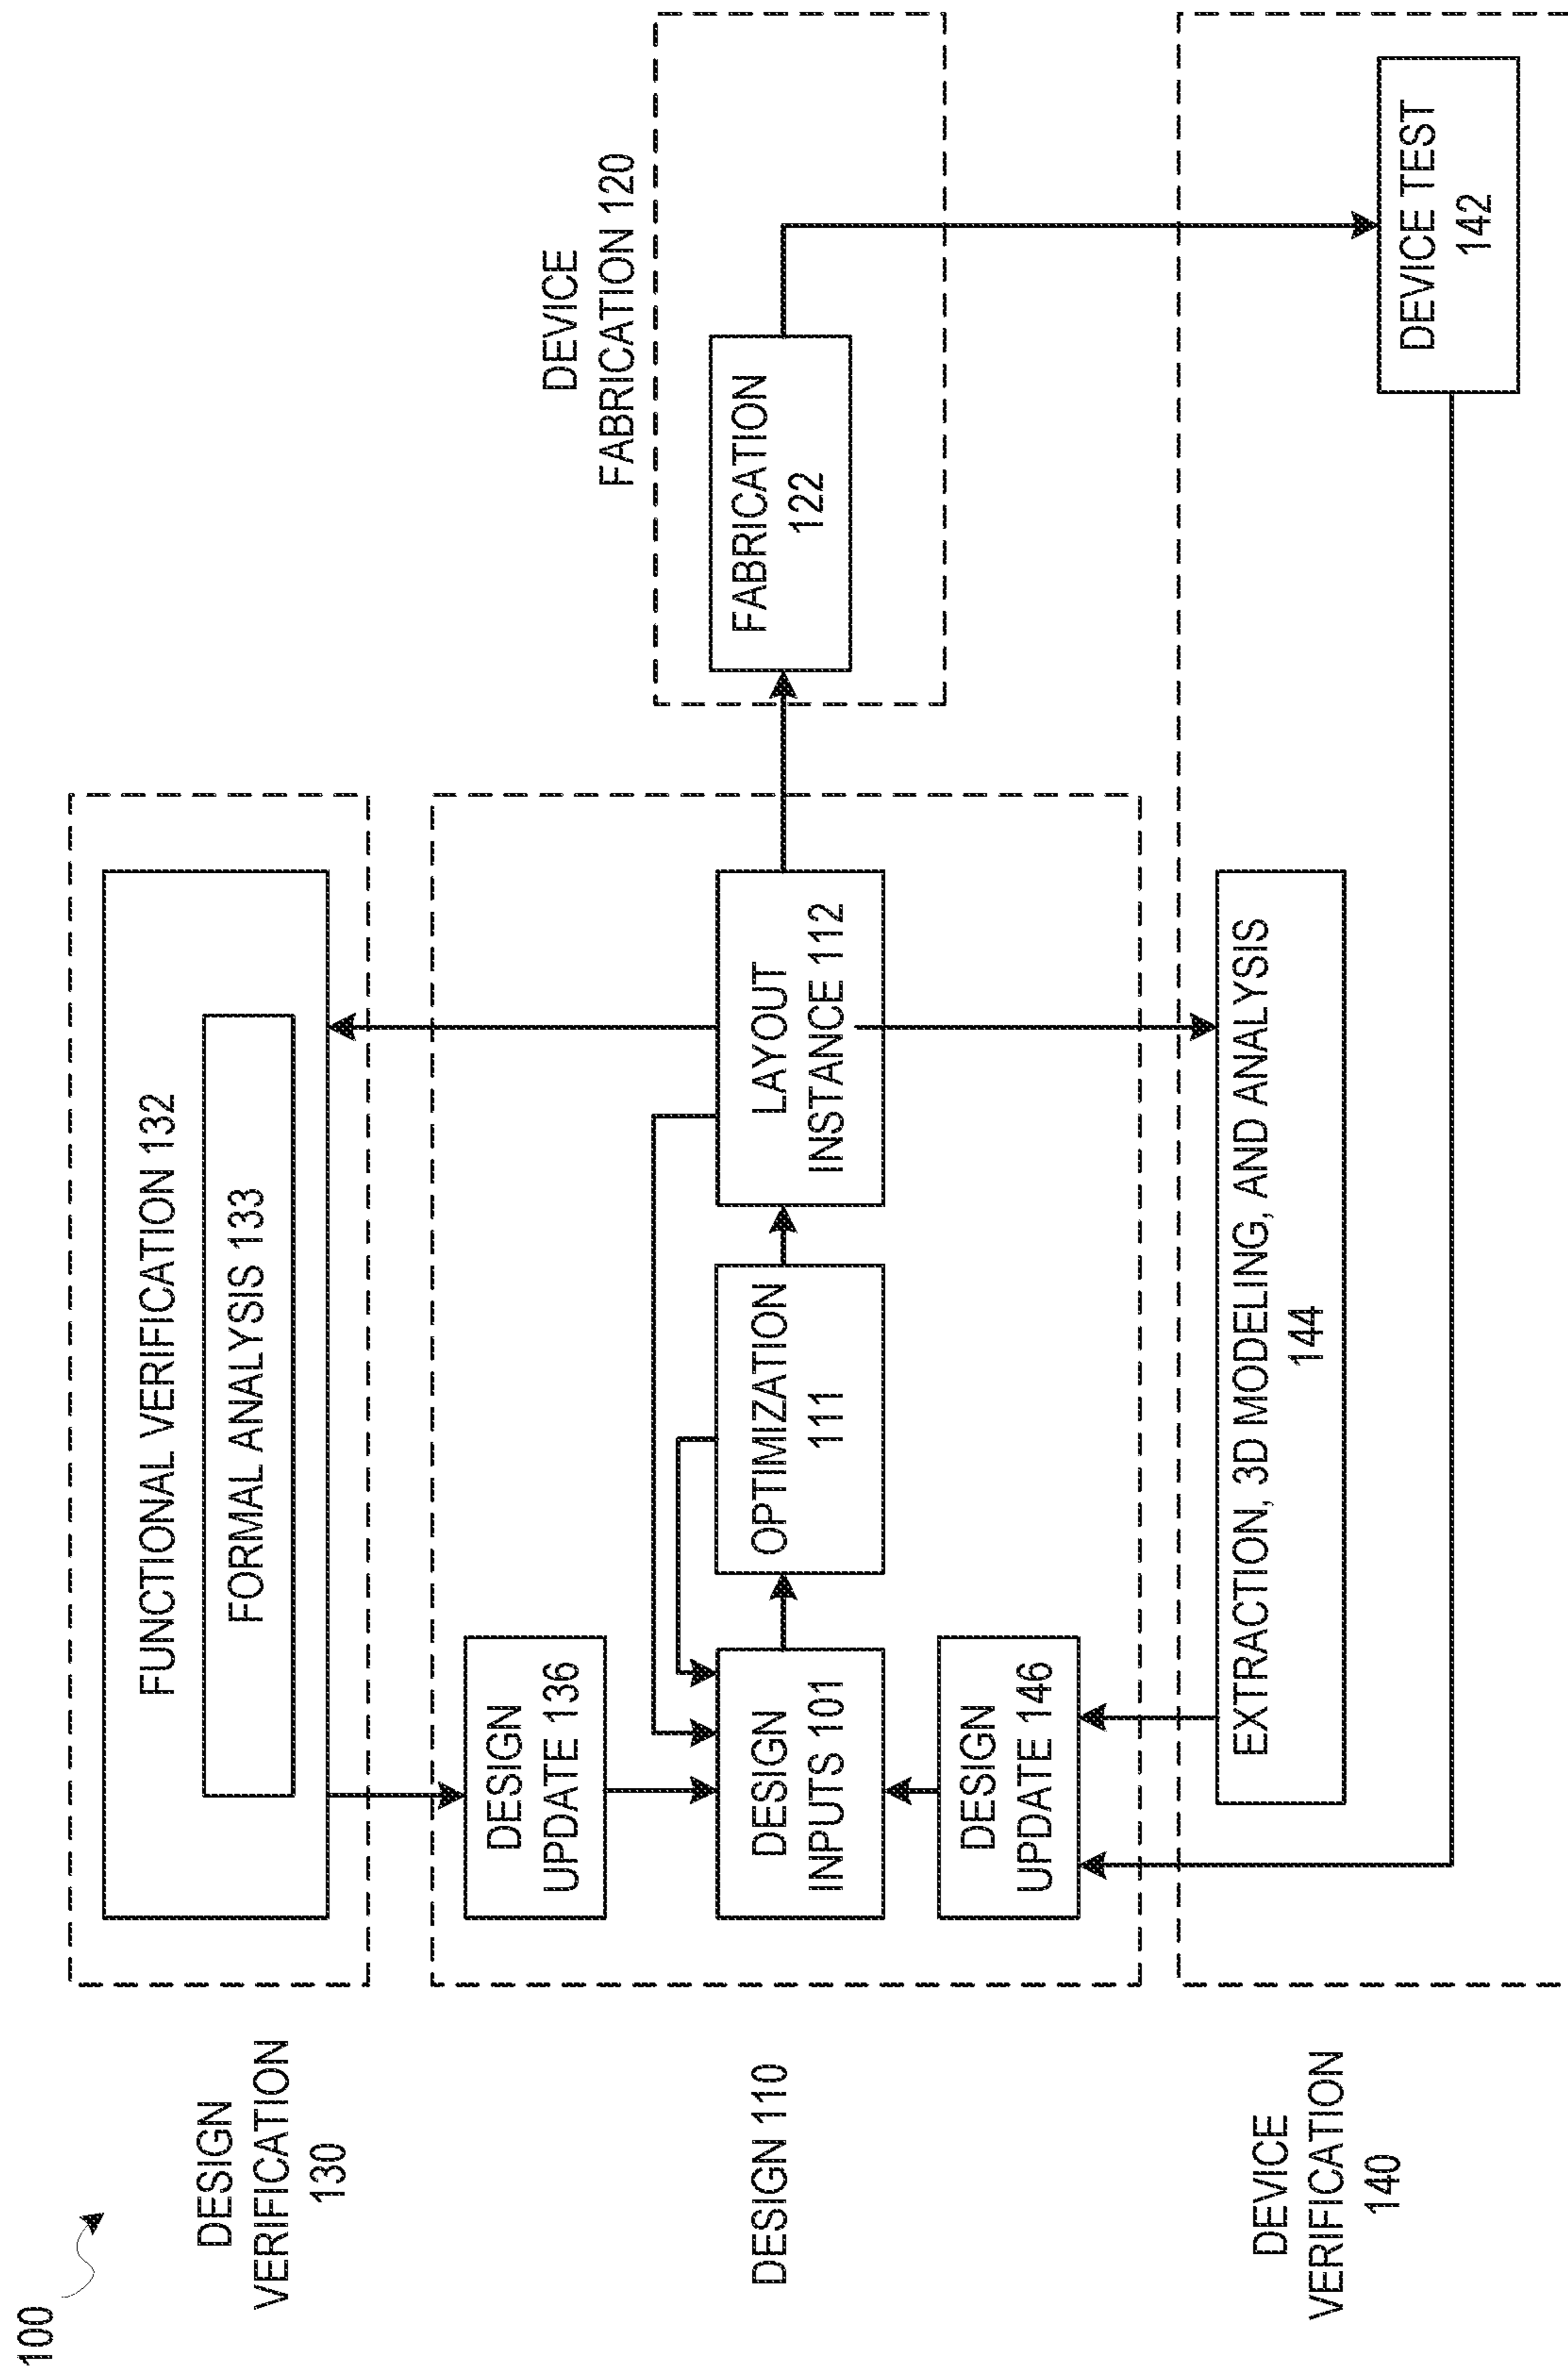 100
DESIGN
VERIFICATION
130
FUNCTIONAL VERIFICATION 132
FORMAL ANALYSIS 133
DESIGN 110
DESIGN
UPDATE 136
DESIGN
INPUTS 101
DESIGN
UPDATE 146
OPTIMIZATION
111
LAYOUT
INSTANCE 112
DEVICE
FABRICATION 120
FABRICATION
122
DEVICE
VERIFICATION
140
EXTRACTION, 3D MODELING, AND ANALYSIS
144
DEVICE TEST
142